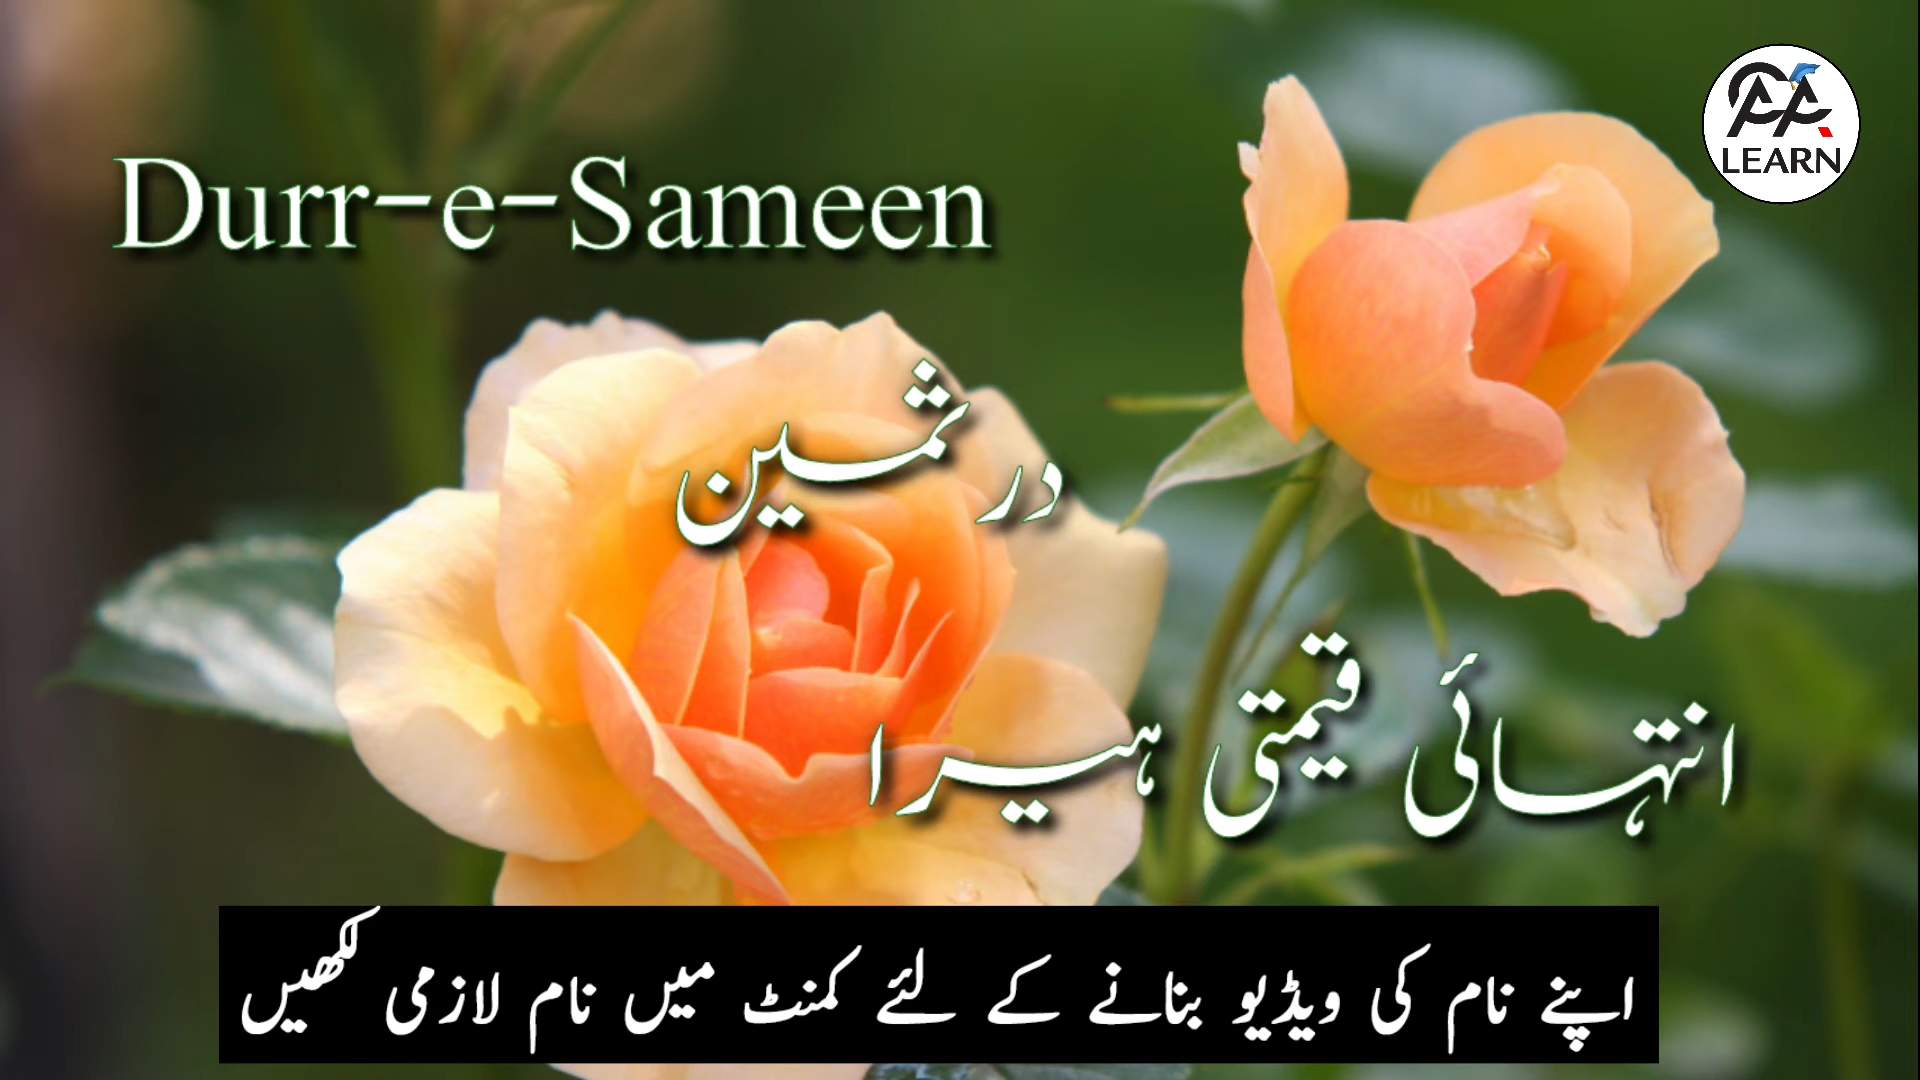 LEARN
Durr-e-Sameen
در ثمین
انتہائی قیمتی ہیرا
اپنے نام کی ویڈیو بنانے کے لئے کمنٹ میں نام لازمی لکھیں